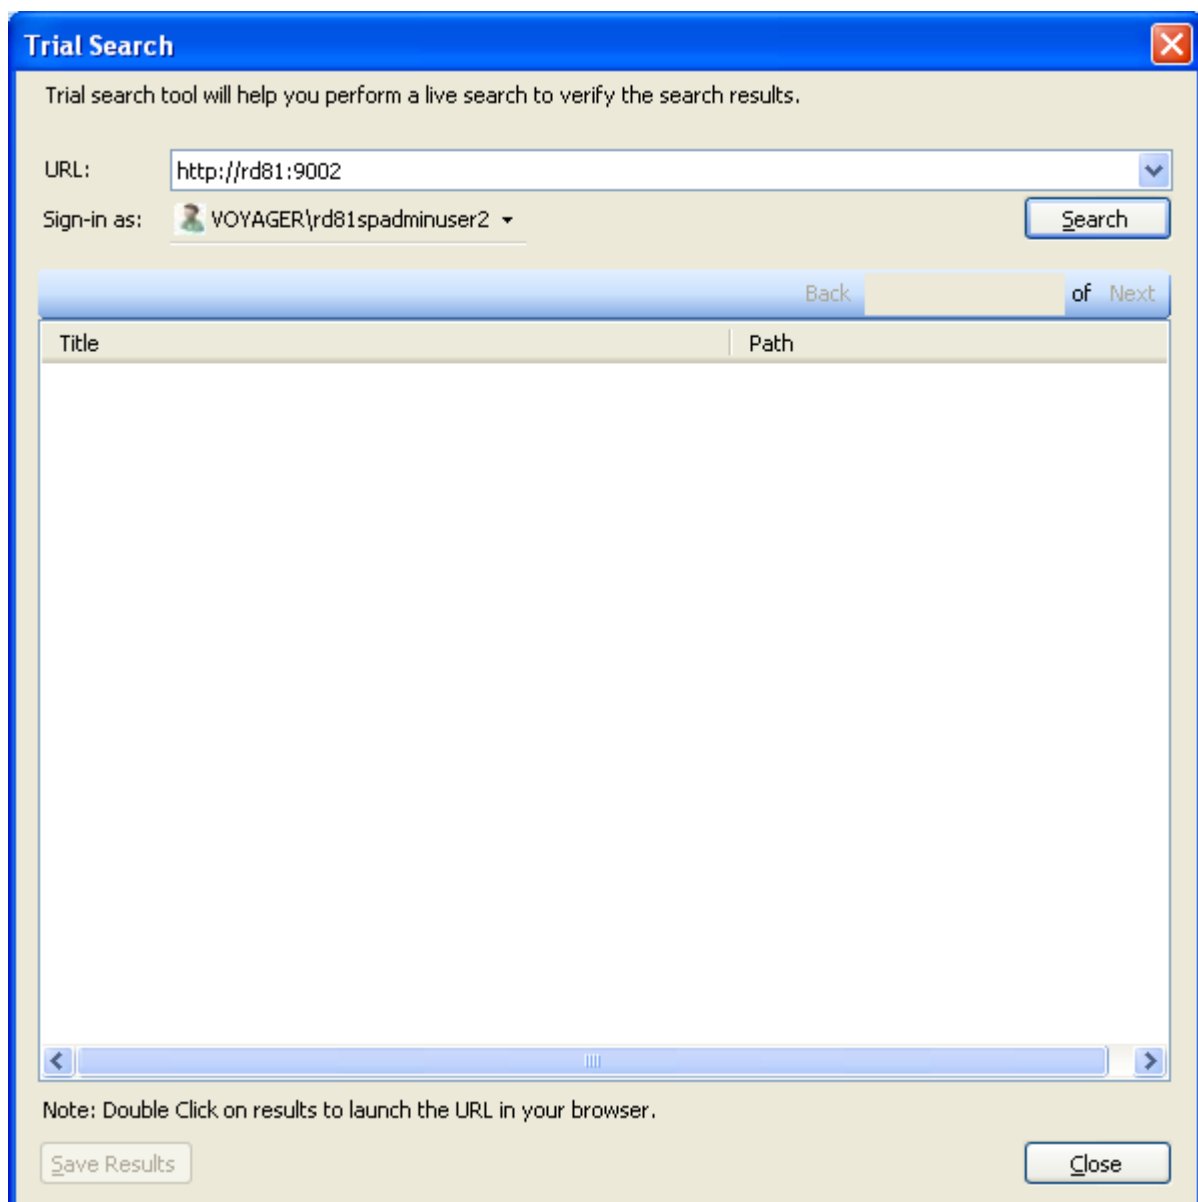 Trial Search
Trial search tool will help you perform a live search to verify the search results.
URL: http://rd81:9002
Sign-in as: VOYAGER\rd81spadminuser2 Search
Back of Next
Title Path
Note: Double Click on results to launch the URL in your browser.
Save Results Close